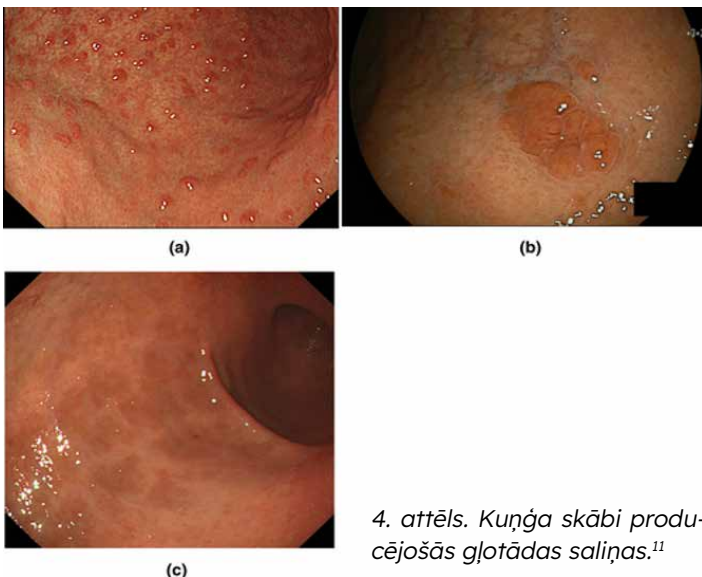 (a)
(b)
(c)
4. attēls. Kuņģa skābi produ-
cējošās gļotādas saliņas.11